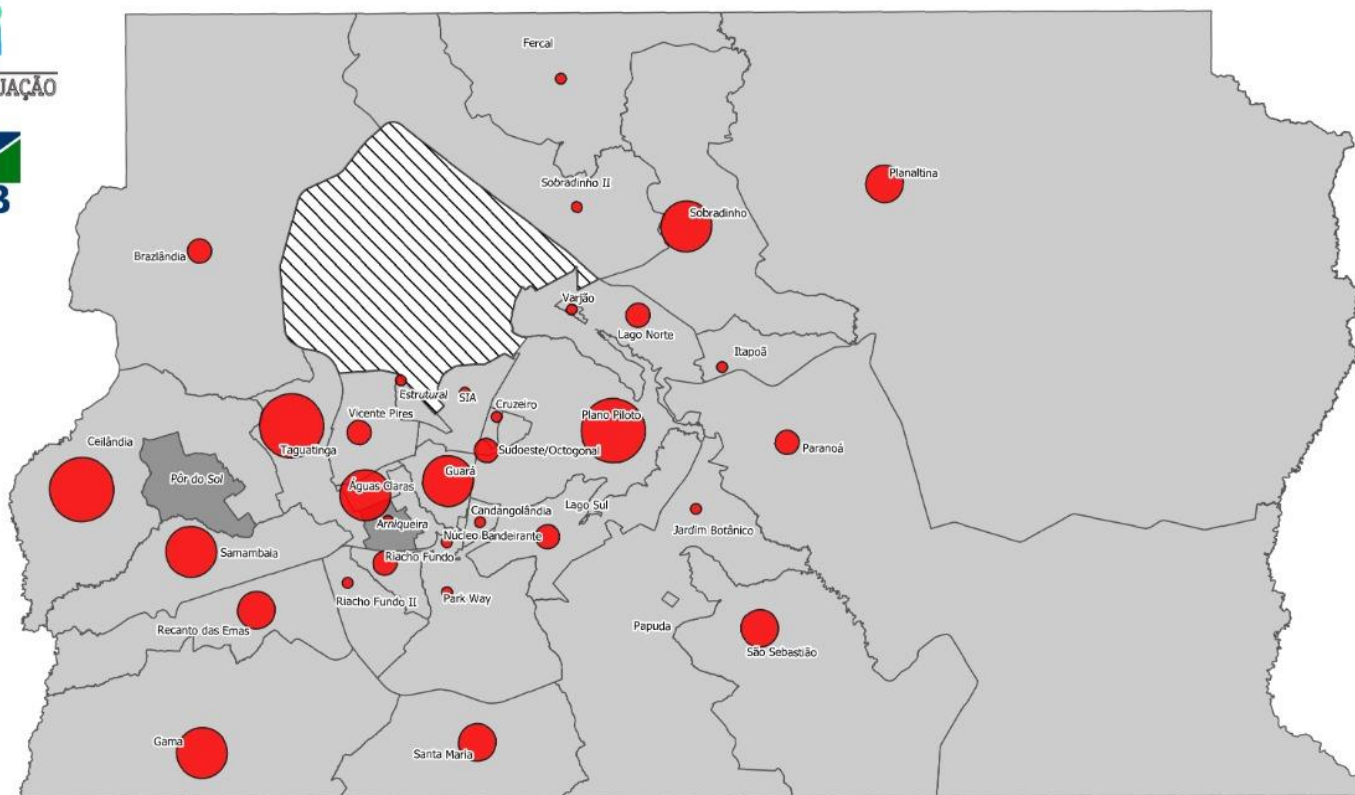 UAÇÃO
B
Fercal
Planaltina
Sobradinho II
Sobradinho
Brazlândia
Varjão
Lago Norte
Itapoã
Estrutural
SIA
Cruzeiro
Vicente Pires
Plano Piloto
Ceilândia
Taguatinga
Sudoeste/Octogonal
Paranoá
Guará
Pôr do Sol
Águas Claras
Lago Sul
Candangolândia
Arniqueira
Jardim Botânico
Núcleo Bandeirante
Samambaia
Riacho Fundo
Riacho Fundo II
Park Way
Recanto das Emas
Papuda
São Sebastião
Gama
Santa Maria